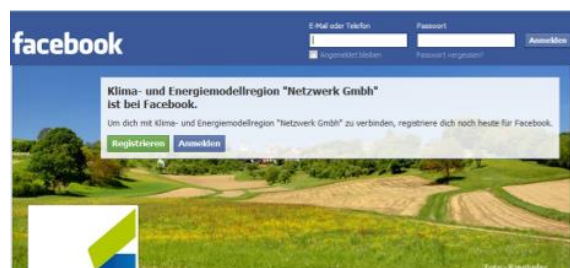 facebook
E-Mail oder Telefon
Passwort
Anmelden
Angemeldet bleiben
Passwort vergessen?
Klima- und Energiemodellregion "Netzwerk Gmbh"
ist bei Facebook.
Um dich mit Klima- und Energiemodellregion "Netzwerk Gmbh" zu verbinden, registriere dich noch heute für Facebook.
Registrieren
Anmelden